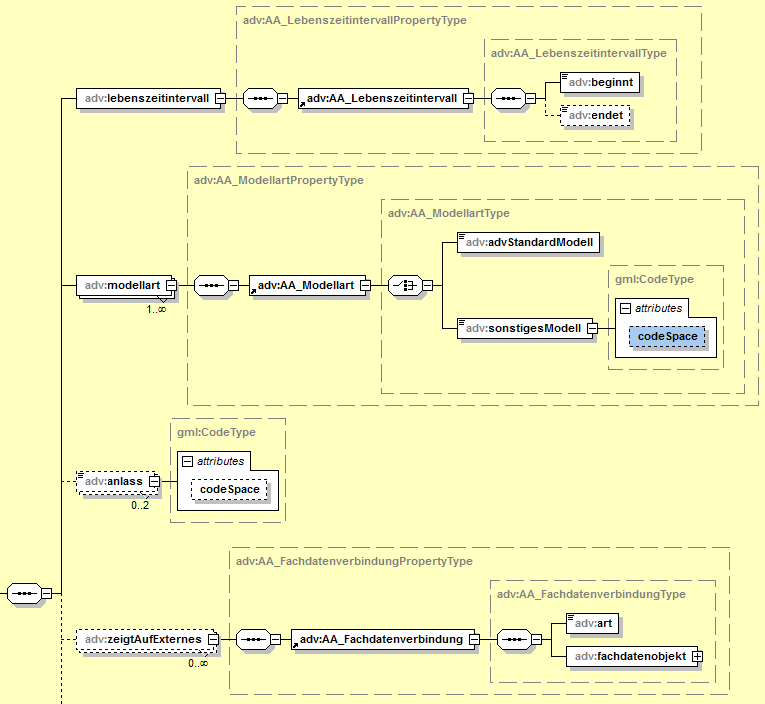 adv:AA_LebenszeitintervallPropertyType
adv:AA_LebenszeitintervallType
adv:lebenszeitintervall
adv:AA_Lebenszeitintervall
adv:beginnt
adv:endet
adv:AA_ModellartPropertyType
adv:AA_ModellartType
adv:advStandardModell
adv:modellart
1..∞
adv:AA_Modellart
gml:CodeType
attributes
adv:sonstigesModell
codeSpace
gml:CodeType
attributes
adv:anlass
0..2
codeSpace
adv:AA_FachdatenverbindungPropertyType
adv:AA_FachdatenverbindungType
adv:zeigtAufExternes
0..∞
adv:AA_Fachdatenverbindung
adv:art
adv:fachdatenobjekt